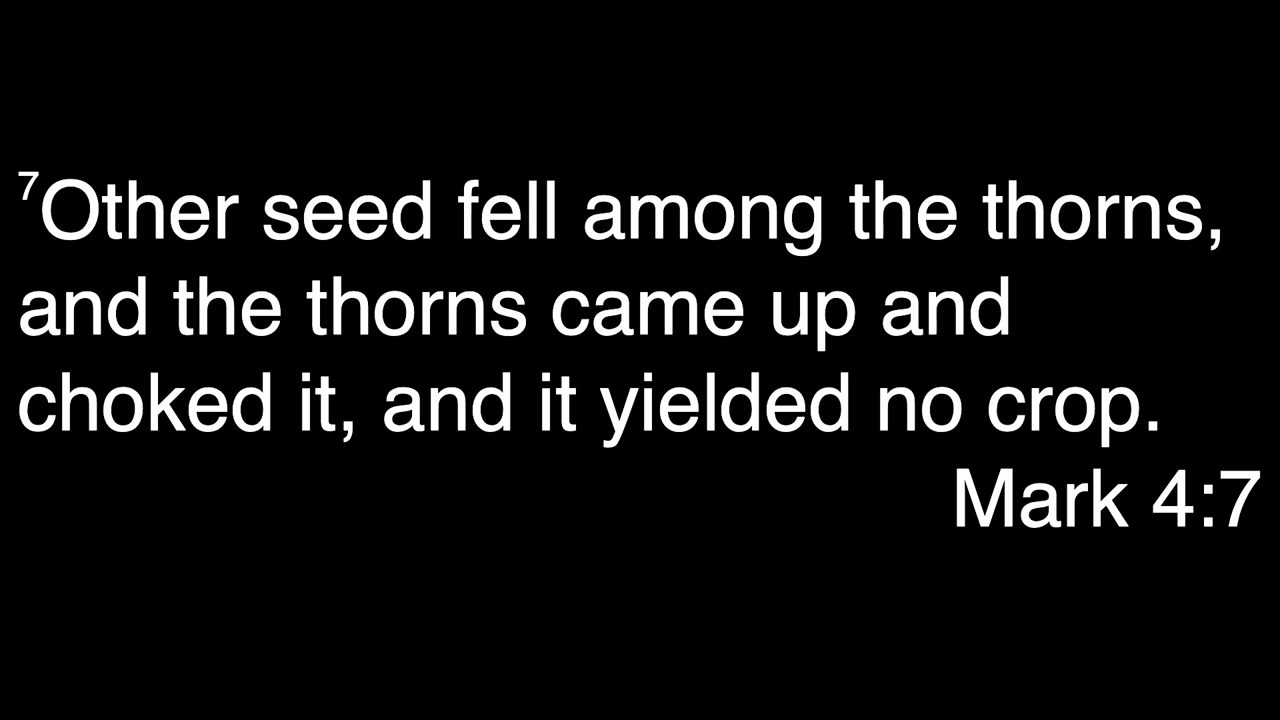 ⁷Other seed fell among the thorns,
and the thorns came up and
choked it, and it yielded no crop.
Mark 4:7